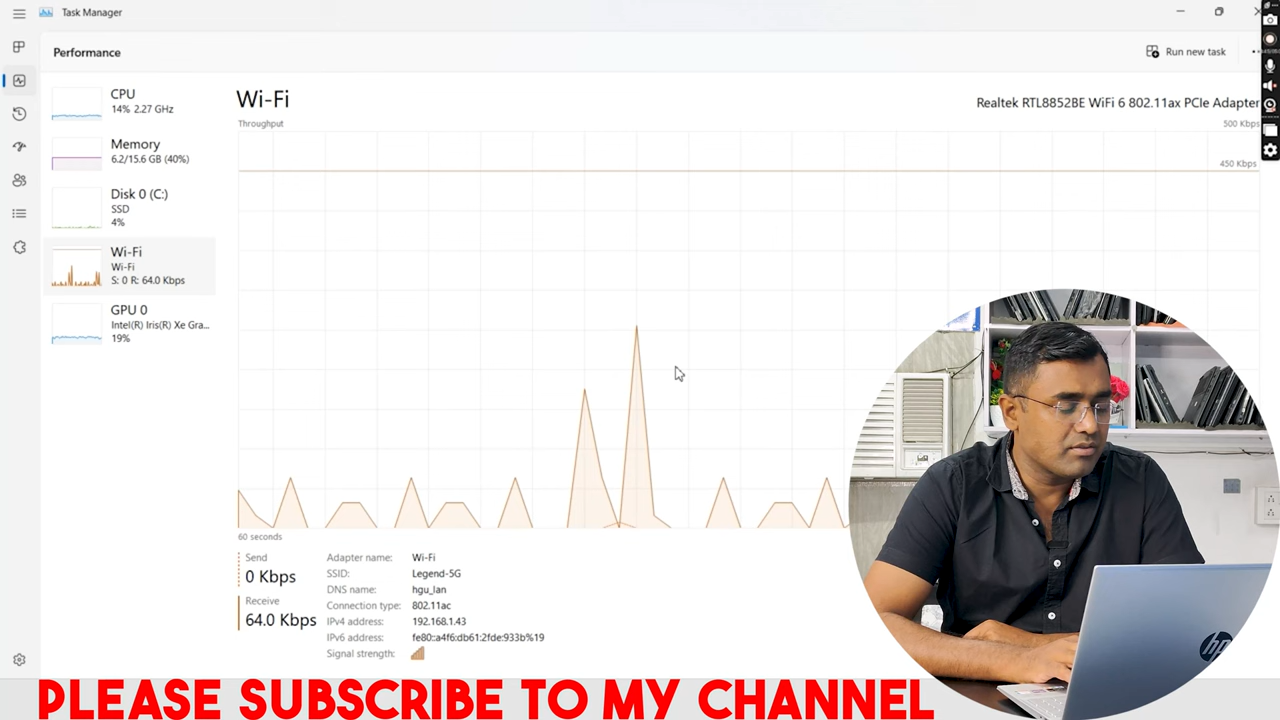 Task Manager
Performance
Run new task
CPU
14% 2.27 GHz
Memory
6.2/15.6 GB (40%)
Disk 0 (C:)
SSD
4%
Wi-Fi
Wi-Fi
S: 0 R: 64.0 Kbps
GPU 0
Intel(R) Iris(R) Xe Gra...
19%
Wi-Fi
Realtek RTL8852BE WiFi 6 802.11ax PCIe Adapter
Throughput
500 Kbps
450 Kbps
60 seconds
Send
0 Kbps
Receive
64.0 Kbps
Adapter name: Wi-Fi
SSID: Legend-5G
DNS name: hgu_lan
Connection type: 802.11ac
IPv4 address: 192.168.1.43
IPv6 address: fe80::a4f6:db61:2fde:933b%19
Signal strength:
hp
PLEASE SUBSCRIBE TO MY CHANNEL